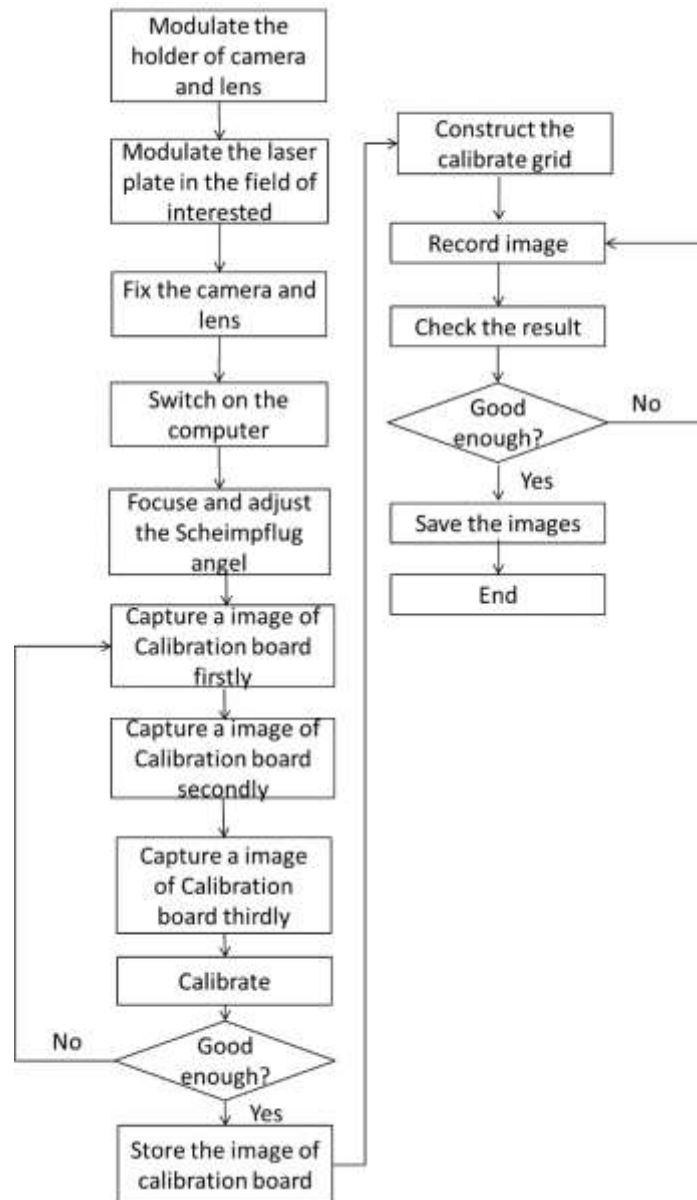 Modulate the
holder of camera
and lens
Modulate the laser
plate in the field of
interested
Fix the camera and
lens
Switch on the
computer
Focuse and adjust
the Scheimpflug
angel
Capture a image of
Calibration board
firstly
Capture a image of
Calibration board
secondly
Capture a image
of Calibration
board thirdly
Calibrate
No
Good
enough?
Yes
Store the image of
calibration board
Construct the
calibrate grid
Record image
Check the result
Good
enough?
No
Yes
Save the images
End